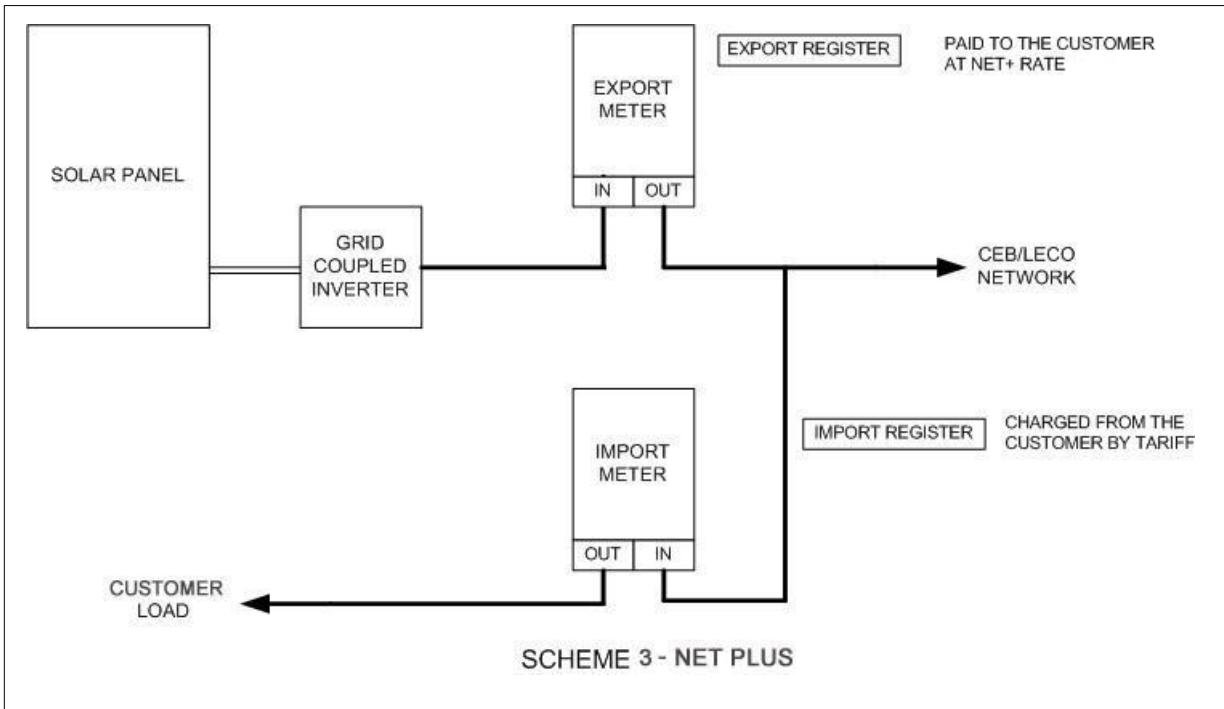 SOLAR PANEL
GRID
COUPLED
INVERTER
EXPORT
METER
IN OUT
EXPORT REGISTER
PAID TO THE CUSTOMER
AT NET+ RATE
CEB/LECO
NETWORK
IMPORT
METER
OUT IN
IMPORT REGISTER
CHARGED FROM THE
CUSTOMER BY TARIFF
CUSTOMER
LOAD
SCHEME 3 - NET PLUS